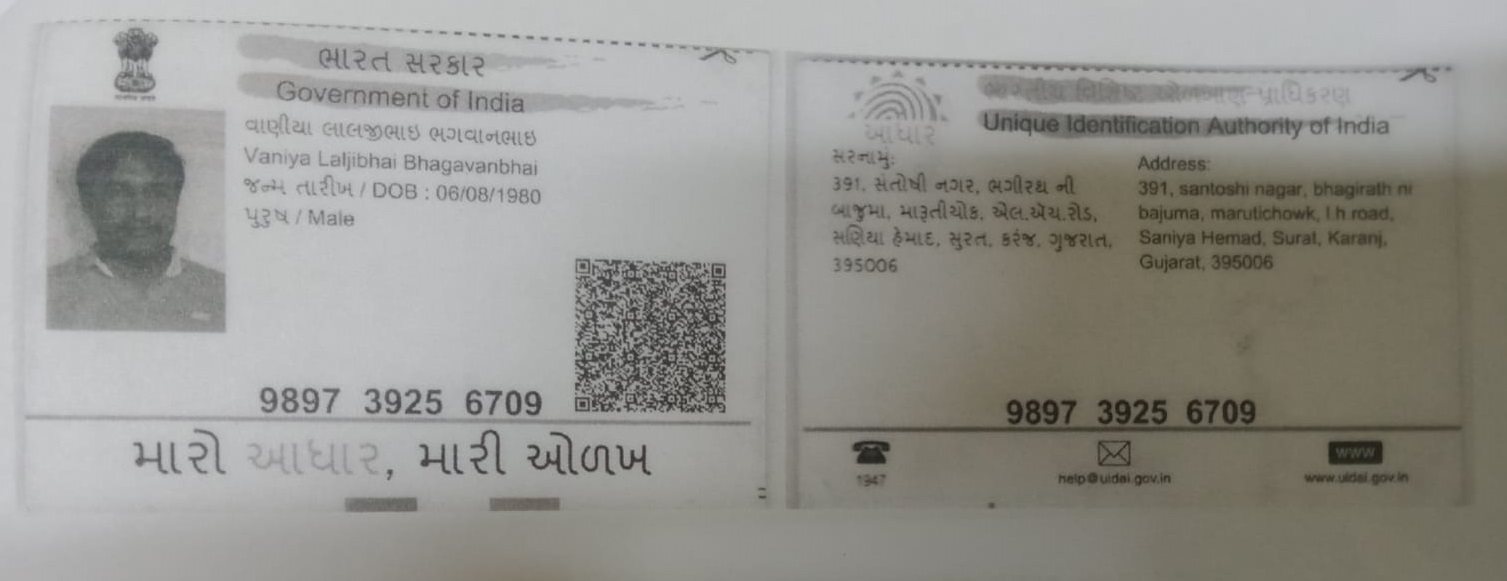 ભારત સરકાર
Government of India
વાણીયા લાલજીભાઇ ભગવાનભાઇ
Vaniya Laljibhai Bhagavanbhai
જન્મ તારીખ / DOB : 06/08/1980
પુરુષ / Male
9897 3925 6709
મારો આધાર, મારી ઓળખ
ભારતીય વિશિષ્ટ ઓળખાણ પ્રાધિકરણ
Unique Identification Authority of India
આધાર
સરનામું:
391, સંતોષી નગર, ભગીરથ ની
બાજુમા, મારૂતીચોક, એલ.એચ.રોડ,
સણિયા હેમાદ, સુરત, કરંજ, ગુજરાત,
395006
Address:
391, santoshi nagar, bhagirath ni
bajuma, marutichowk, l h road,
Saniya Hemad, Surat, Karanj,
Gujarat, 395006
9897 3925 6709
1947
help@uidai.gov.in
WWW
www.uidai.gov.in